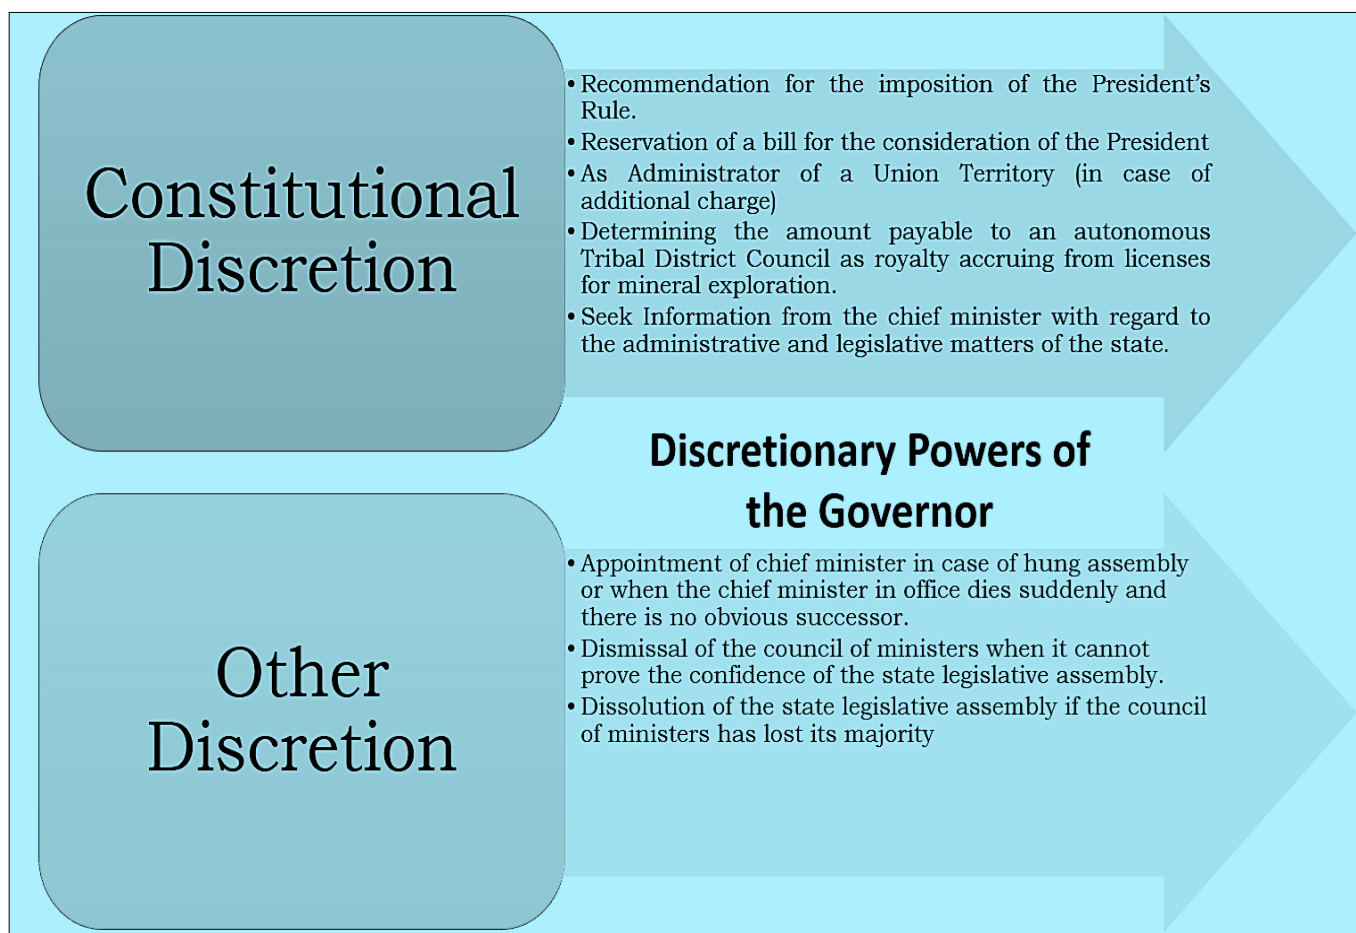 Constitutional
Discretion
• Recommendation for the imposition of the President’s
Rule.
• Reservation of a bill for the consideration of the President
• As Administrator of a Union Territory (in case of
additional charge)
• Determining the amount payable to an autonomous
Tribal District Council as royalty accruing from licenses
for mineral exploration.
• Seek Information from the chief minister with regard to
the administrative and legislative matters of the state.
Discretionary Powers of
the Governor
Other
Discretion
• Appointment of chief minister in case of hung assembly
or when the chief minister in office dies suddenly and
there is no obvious successor.
• Dismissal of the council of ministers when it cannot
prove the confidence of the state legislative assembly.
• Dissolution of the state legislative assembly if the council
of ministers has lost its majority